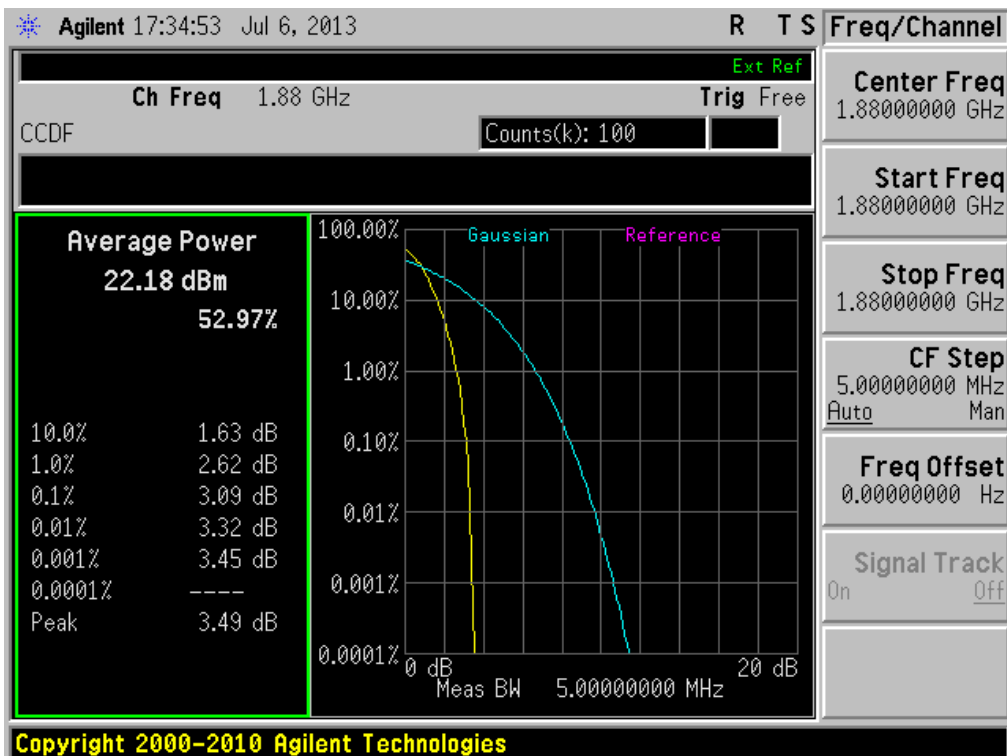 Agilent 17:34:53 Jul 6, 2013 R T S
Ext Ref
Ch Freq 1.88 GHz Trig Free
CCDF Counts(k): 100
Average Power
22.18 dBm
52.97%
10.0% 1.63 dB
1.0% 2.62 dB
0.1% 3.09 dB
0.01% 3.32 dB
0.001% 3.45 dB
0.0001% ----
Peak 3.49 dB
Gaussian Reference
100.00%
10.00%
1.00%
0.10%
0.01%
0.001%
0.0001%
0 dB 20 dB
Meas BW 5.00000000 MHz
Freq/Channel
Center Freq
1.88000000 GHz
Start Freq
1.88000000 GHz
Stop Freq
1.88000000 GHz
CF Step
5.00000000 MHz
Auto Man
Freq Offset
0.00000000 Hz
Signal Track
On Off
Copyright 2000-2010 Agilent Technologies